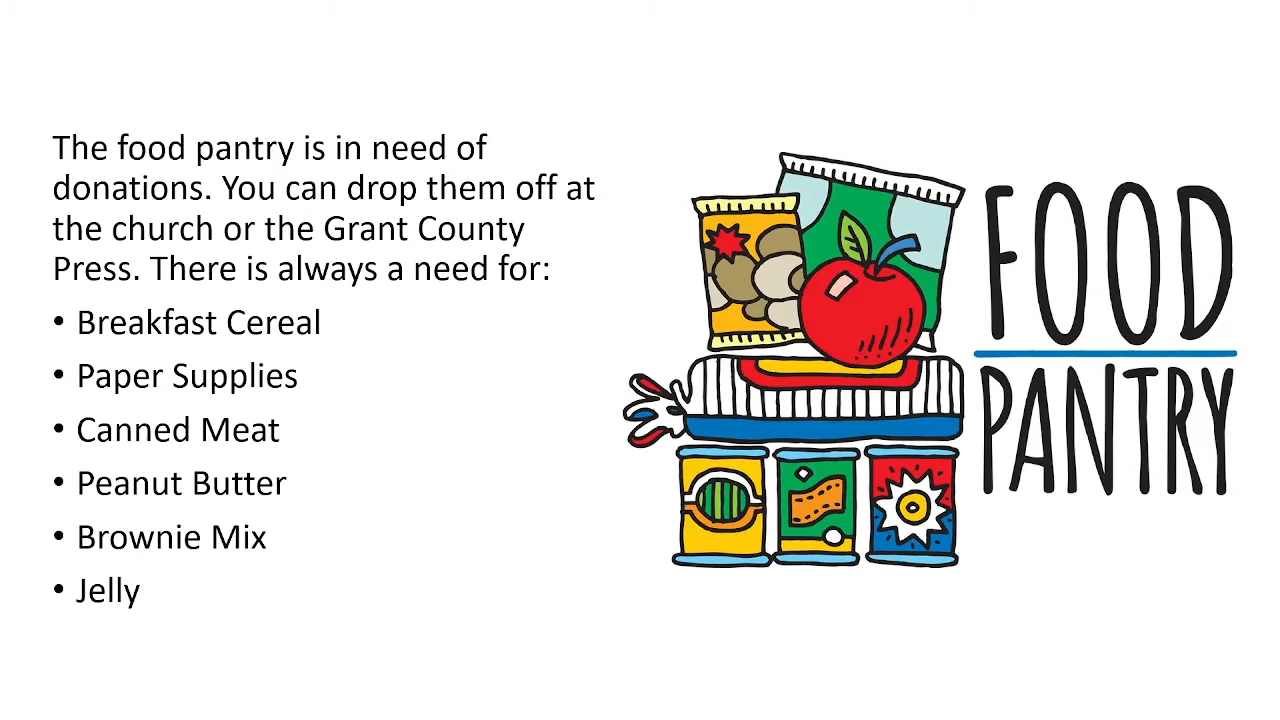 The food pantry is in need of
donations. You can drop them off at
the church or the Grant County
Press. There is always a need for:
• Breakfast Cereal
• Paper Supplies
• Canned Meat
• Peanut Butter
• Brownie Mix
• Jelly
FOOD
PANTRY